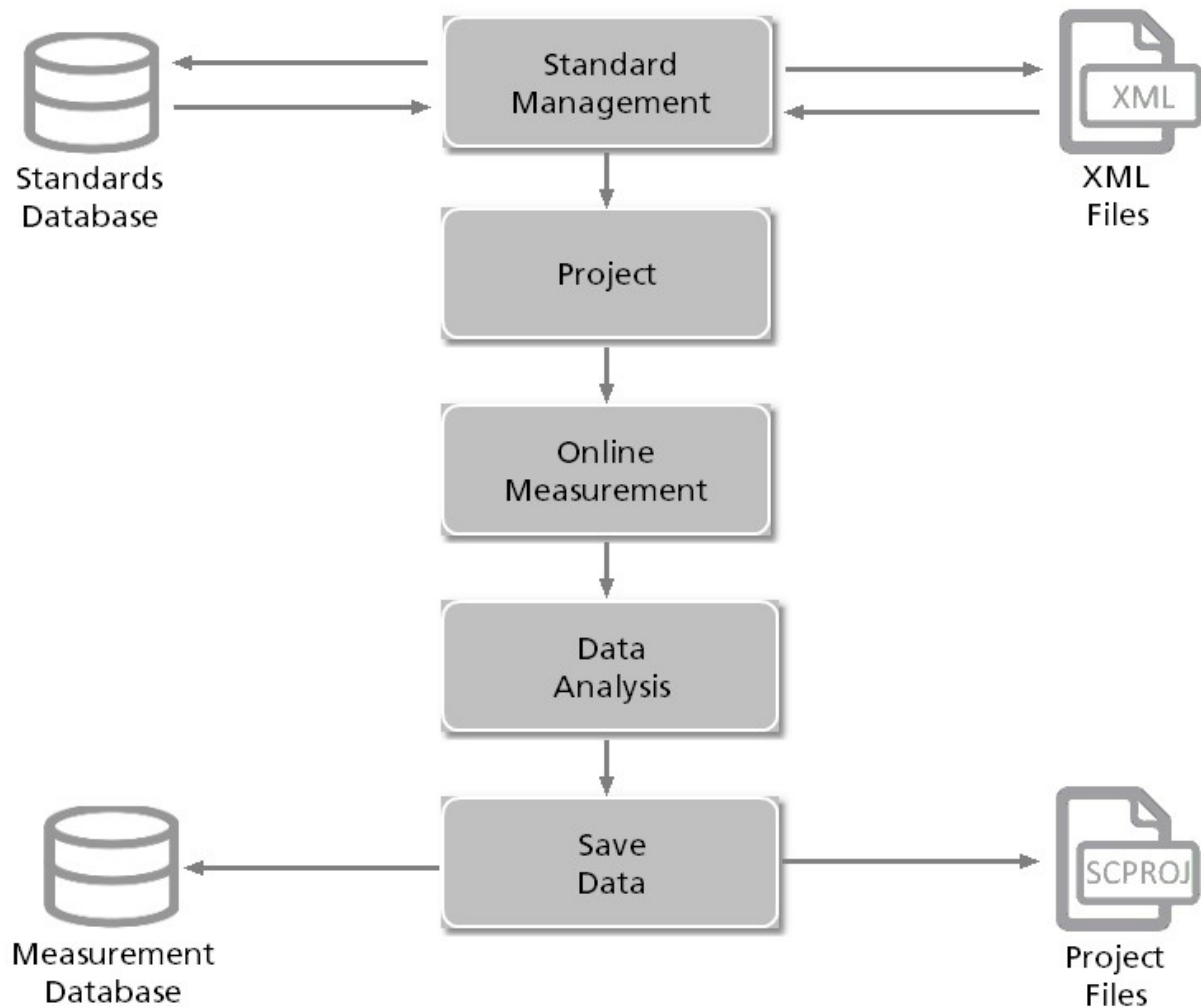 Standard
Management
XML
Standards
Database
XML
Files
Project
Online
Measurement
Data
Analysis
Save
Data
SCPROJ
Measurement
Database
Project
Files